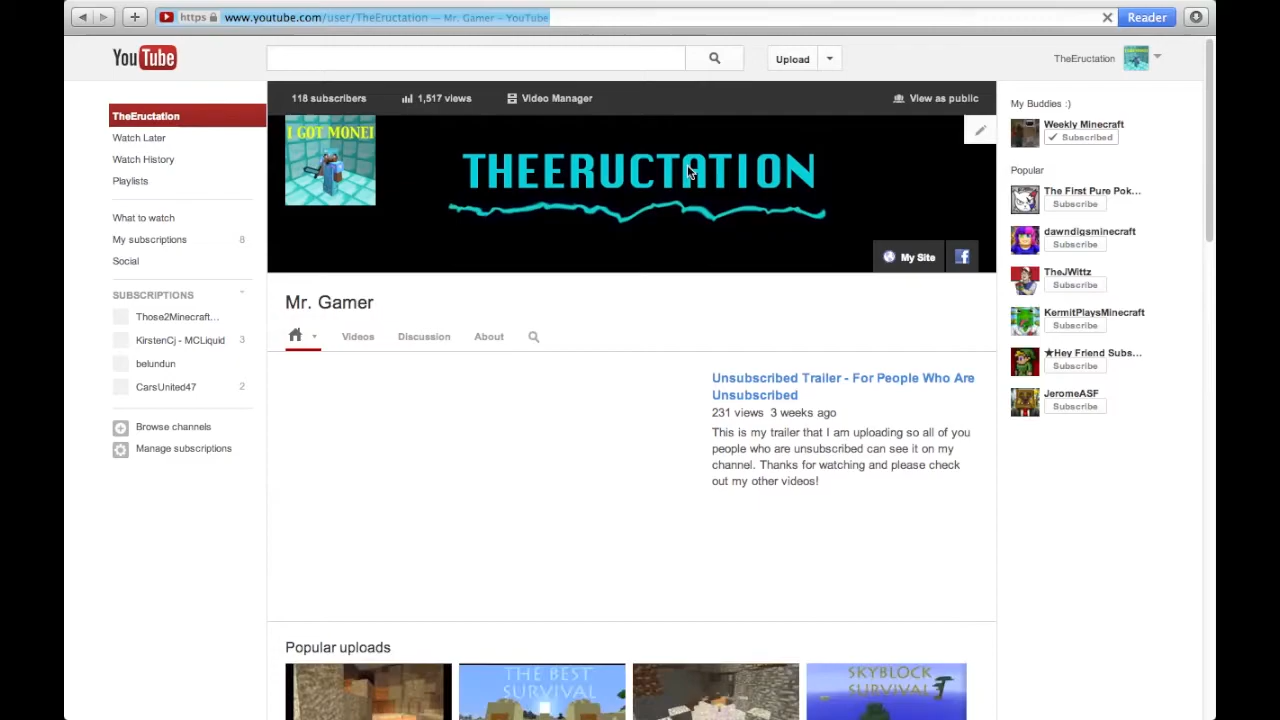 https www.youtube.com/user/TheEructation — Mr. Gamer – YouTube
Reader
YouTube
Upload
TheEructation
TheEructation
Watch Later
Watch History
Playlists
What to watch
My subscriptions 8
Social
SUBSCRIPTIONS
Those2Minecraft...
KirstenCj - MCLiquid 3
belundun
CarsUnited47 2
Browse channels
Manage subscriptions
118 subscribers 1,517 views Video Manager View as public
I GOT MONEI
THEERUCTATION
My Site
Mr. Gamer
Videos Discussion About
Unsubscribed Trailer - For People Who Are
Unsubscribed
231 views 3 weeks ago
This is my trailer that I am uploading so all of you
people who are unsubscribed can see it on my
channel. Thanks for watching and please check
out my other videos!
Popular uploads
THE BEST
SURVIVAL
SKYBLOCK
SURVIVAL
My Buddies :)
Weekly Minecraft
Subscribed
Popular
The First Pure Pok...
Subscribe
dawndigsminecraft
Subscribe
TheJWittz
Subscribe
KermitPlaysMinecraft
Subscribe
★Hey Friend Subs...
Subscribe
JeromeASF
Subscribe